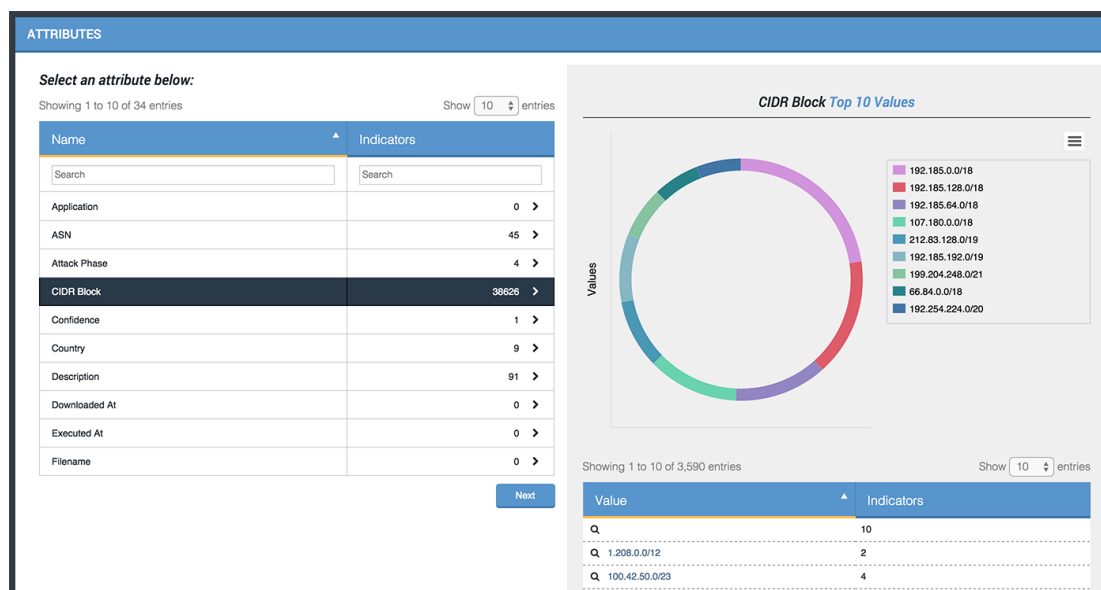 ATTRIBUTES
Select an attribute below:
Showing 1 to 10 of 34 entries
Show 10 entries
Name Indicators
Search Search
Application 0
ASN 45
Attack Phase 4
CIDR Block 38626
Confidence 1
Country 9
Description 91
Downloaded At 0
Executed At 0
Filename 0
Next
CIDR Block Top 10 Values
Values
192.185.0.0/18
192.185.128.0/18
192.185.64.0/18
107.180.0.0/18
212.83.128.0/19
192.185.192.0/19
199.204.248.0/21
66.84.0.0/18
192.254.224.0/20
Showing 1 to 10 of 3,590 entries
Show 10 entries
Value Indicators
10
1.208.0.0/12 2
100.42.50.0/23 4